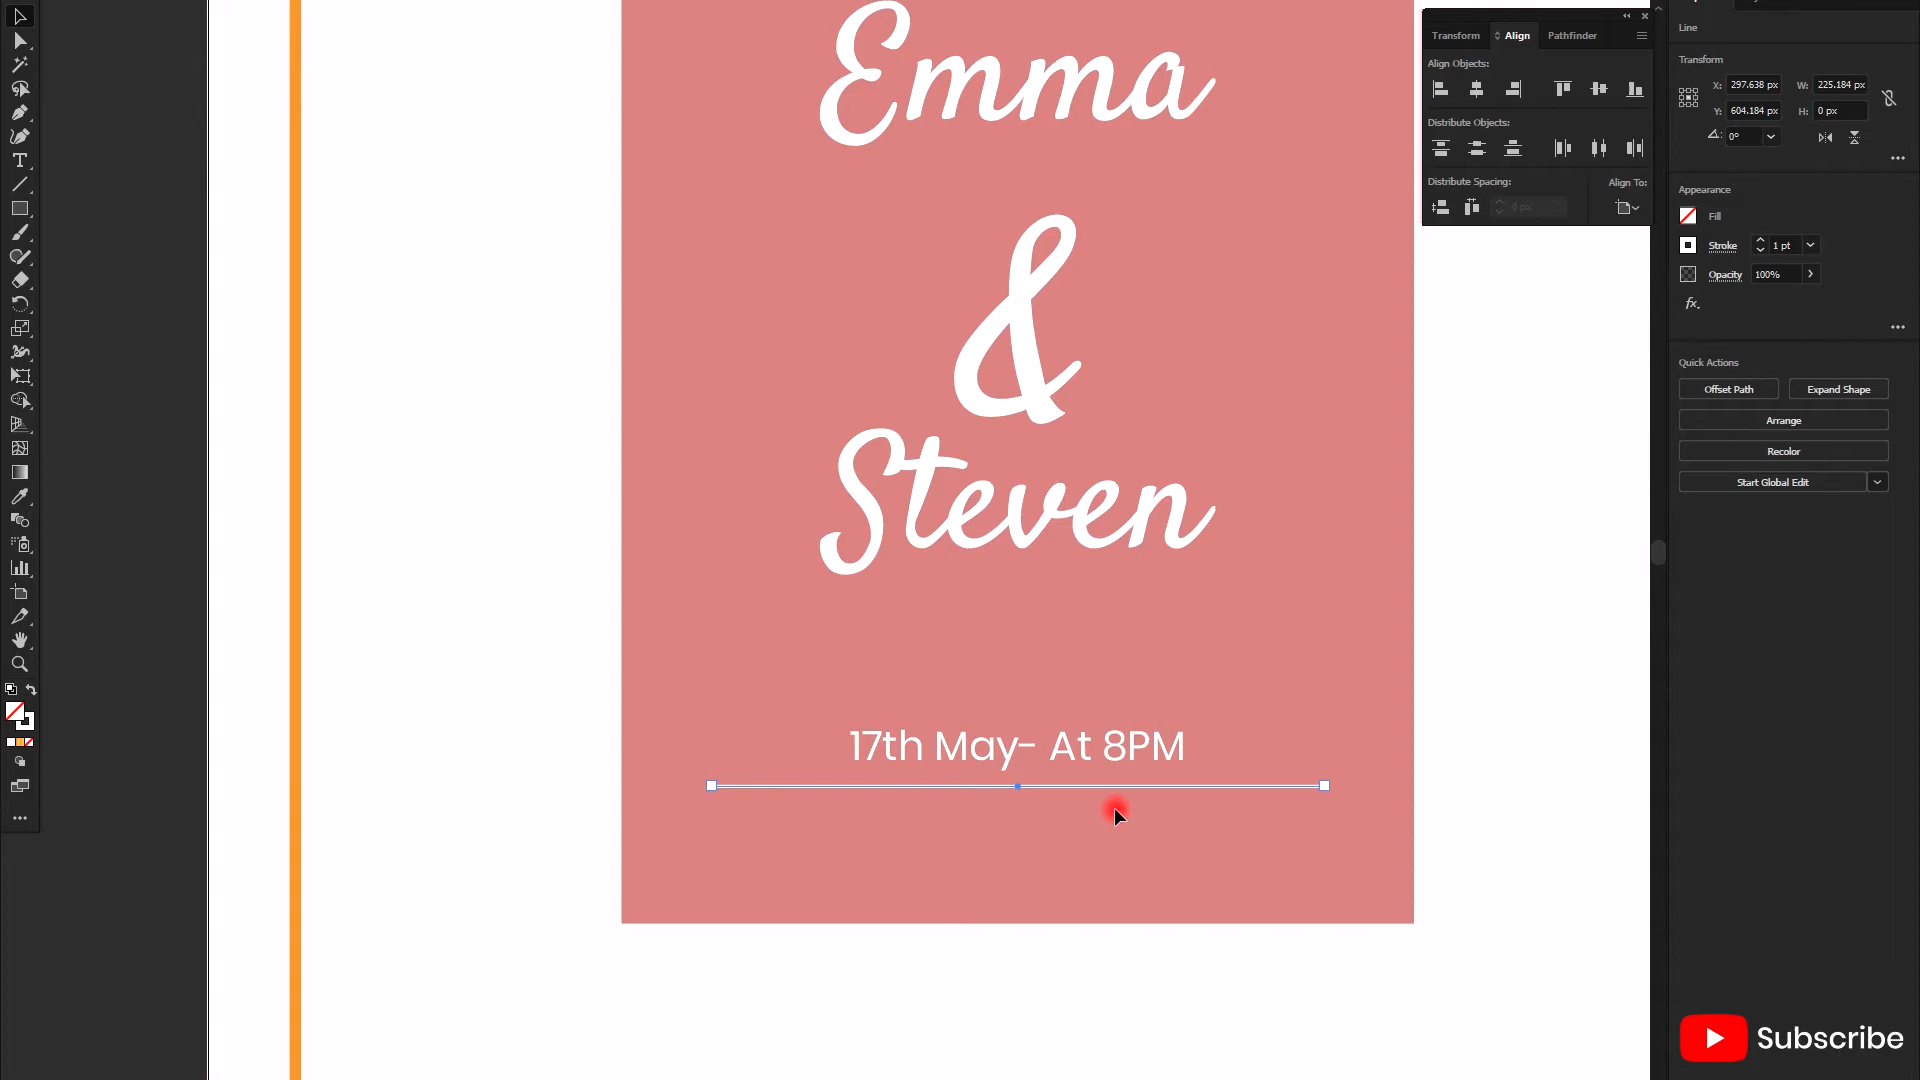 Emma
&
Steven
17th May- At 8PM
Transform
Align
Pathfinder
Align Objects:
Distribute Objects:
Distribute Spacing:
Align To:
0 px
Line
Transform
X: 297.638 px
W: 225.184 px
Y: 604.184 px
H: 0 px
0°
Appearance
Fill
Stroke
1 pt
Opacity
100%
fx.
Quick Actions
Offset Path
Expand Shape
Arrange
Recolor
Start Global Edit
Subscribe